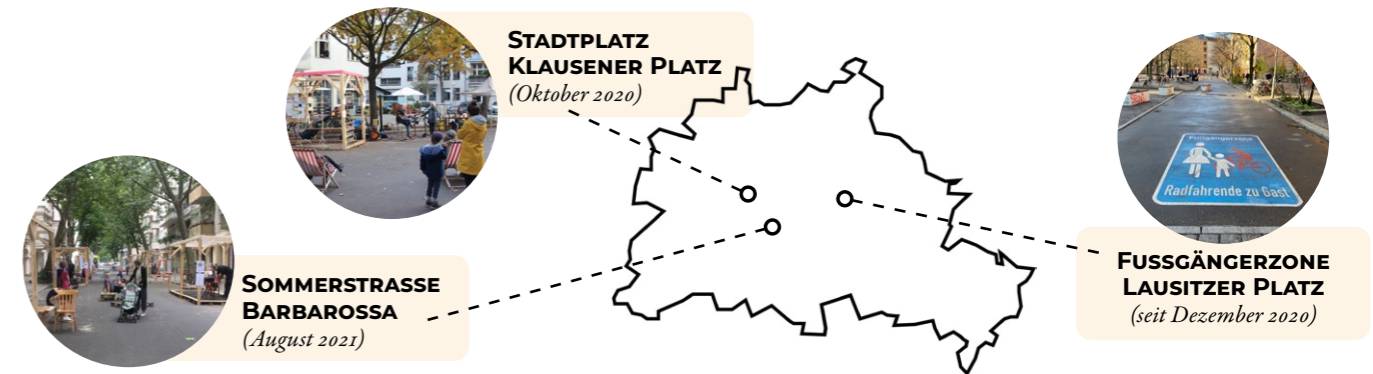 STADTPLATZ
KLAUSENER PLATZ
(Oktober 2020)
SOMMERSTRASSE
BARBAROSSA
(August 2021)
Fußgängerzone
Radfahrende zu Gast
FUSSGÄNGERZONE
LAUSITZER PLATZ
(seit Dezember 2020)